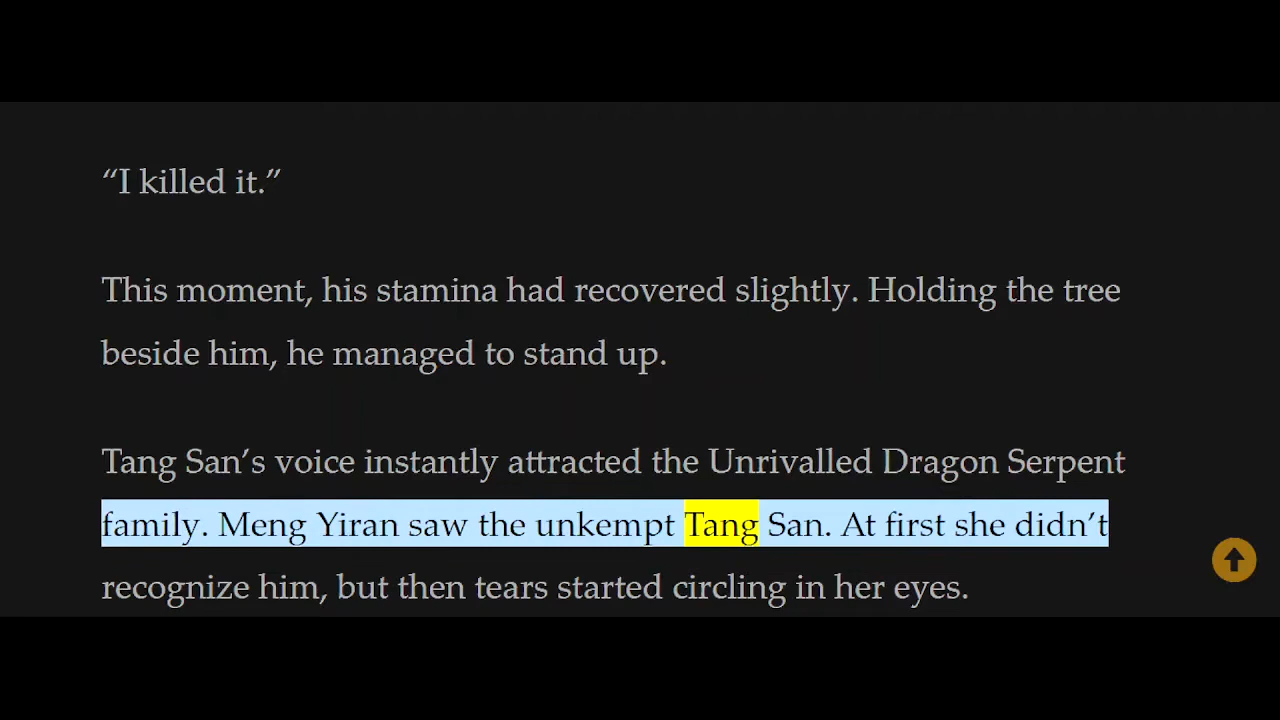 “I killed it.”
This moment, his stamina had recovered slightly. Holding the tree
beside him, he managed to stand up.
Tang San’s voice instantly attracted the Unrivalled Dragon Serpent
family. Meng Yiran saw the unkempt Tang San. At first she didn’t
recognize him, but then tears started circling in her eyes.